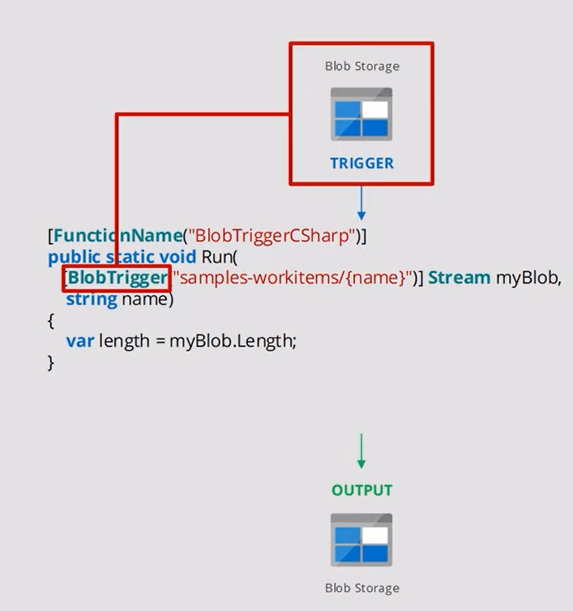 Blob Storage
TRIGGER
[FunctionName("BlobTriggerCSharp")]
public static void Run(
[BlobTrigger"samples-workitems/{name}")] Stream myBlob,
string name)
{
var length = myBlob.Length;
}
OUTPUT
Blob Storage